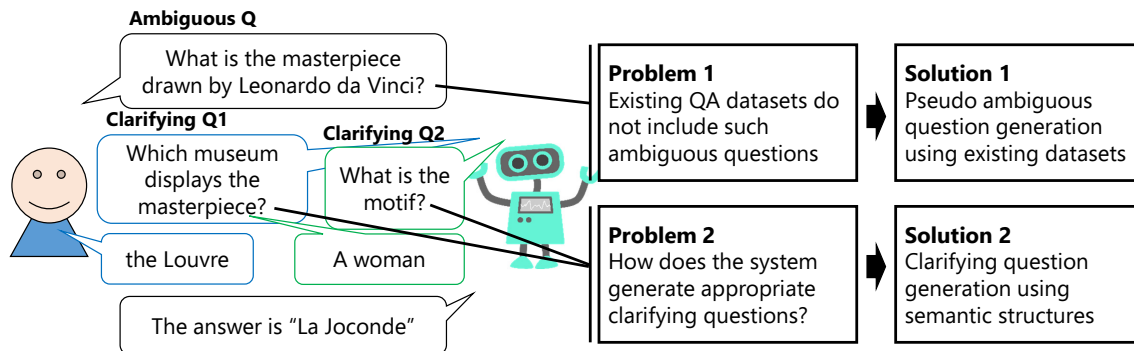 Ambiguous Q
What is the masterpiece
drawn by Leonardo da Vinci?
Clarifying Q1
Which museum
displays the
masterpiece?
Clarifying Q2
What is the
motif?
the Louvre
A woman
The answer is “La Joconde”
Problem 1
Existing QA datasets do
not include such
ambiguous questions
Solution 1
Pseudo ambiguous
question generation
using existing datasets
Problem 2
How does the system
generate appropriate
clarifying questions?
Solution 2
Clarifying question
generation using
semantic structures